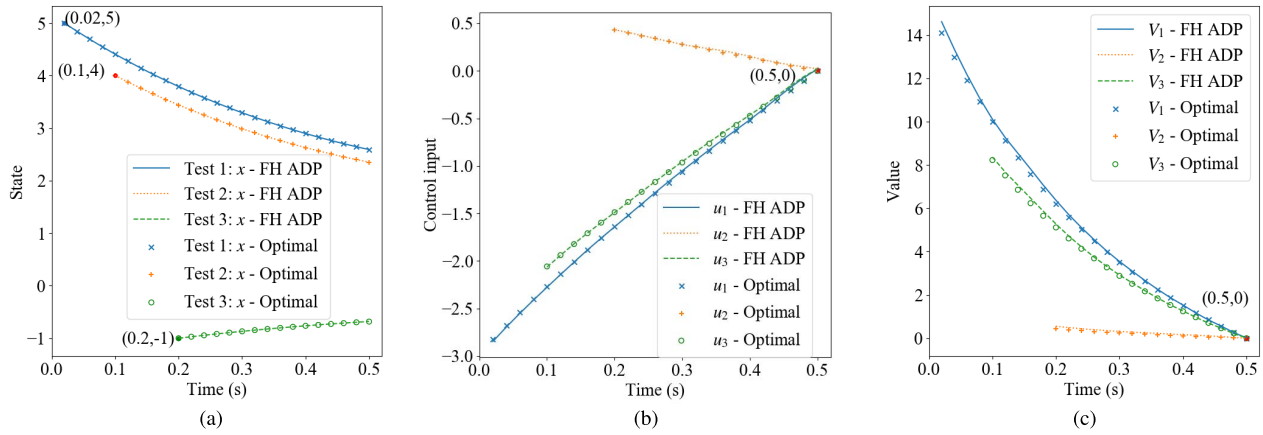 5
4
3
2
1
0
−1
State
(0.02,5)
(0.1,4)
(0.2,-1)
Test 1: x - FH ADP
Test 2: x - FH ADP
Test 3: x - FH ADP
Test 1: x - Optimal
Test 2: x - Optimal
Test 3: x - Optimal
0.0 0.1 0.2 0.3 0.4 0.5
Time (s)
(a)
0.5
0.0
−0.5
−1.0
−1.5
−2.0
−2.5
−3.0
Control input
(0.5,0)
u1 - FH ADP
u2 - FH ADP
u3 - FH ADP
u1 - Optimal
u2 - Optimal
u3 - Optimal
0.0 0.1 0.2 0.3 0.4 0.5
Time (s)
(b)
14
12
10
8
6
4
2
0
Value
V1 - FH ADP
V2 - FH ADP
V3 - FH ADP
V1 - Optimal
V2 - Optimal
V3 - Optimal
(0.5,0)
0.0 0.1 0.2 0.3 0.4 0.5
Time (s)
(c)